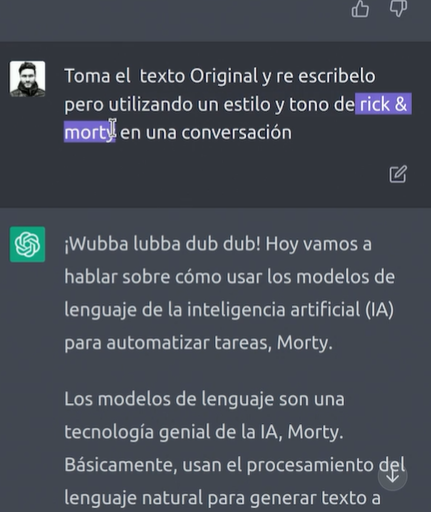 Toma el texto Original y re escribelo
pero utilizando un estilo y tono de rick &
morty en una conversación
¡Wubba lubba dub dub! Hoy vamos a
hablar sobre cómo usar los modelos de
lenguaje de la inteligencia artificial (IA)
para automatizar tareas, Morty.
Los modelos de lenguaje son una
tecnología genial de la IA, Morty.
Básicamente, usan el procesamiento del
lenguaje natural para generar texto a